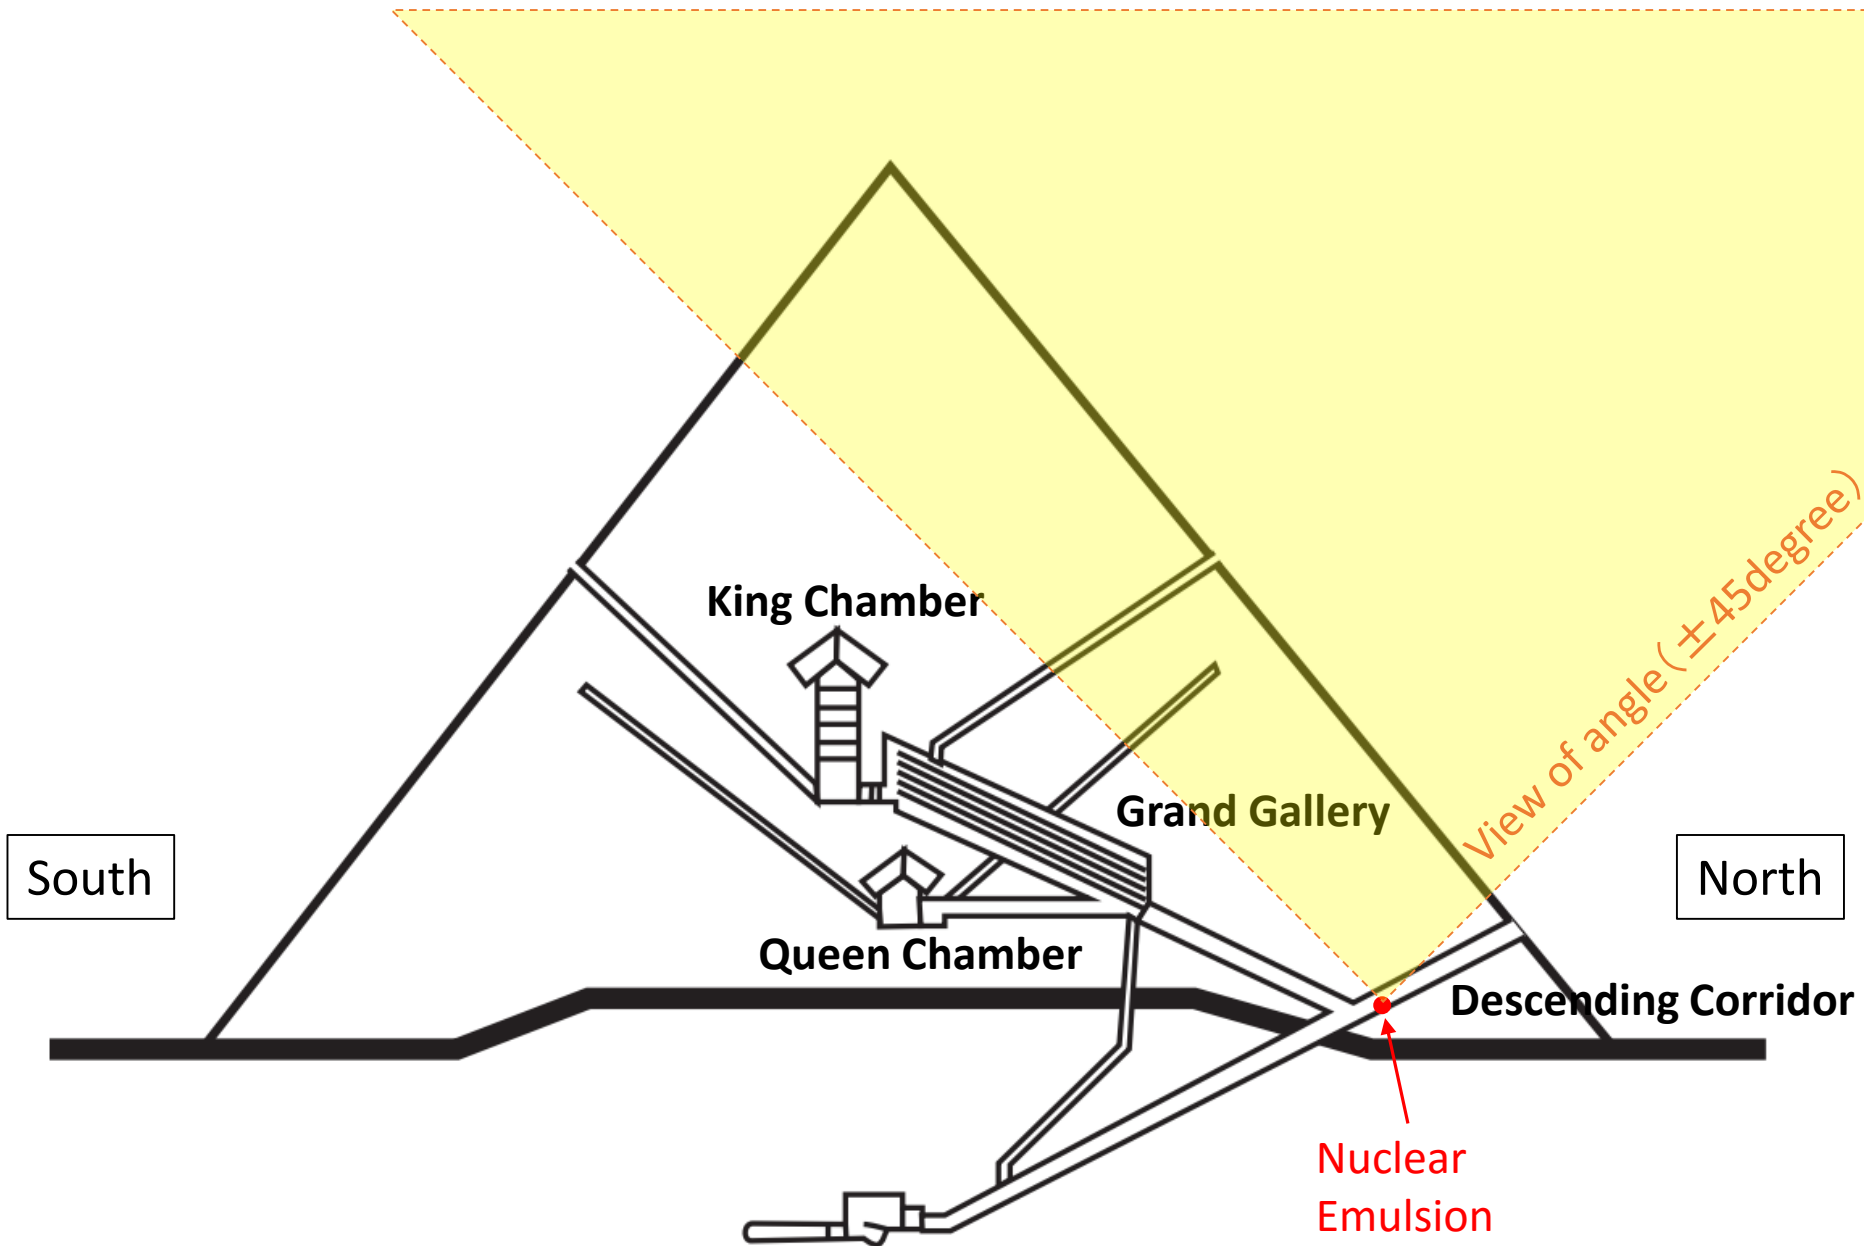 View of angle(±45degree)
King Chamber
Grand Gallery
South
North
Queen Chamber
Descending Corridor
Nuclear
Emulsion